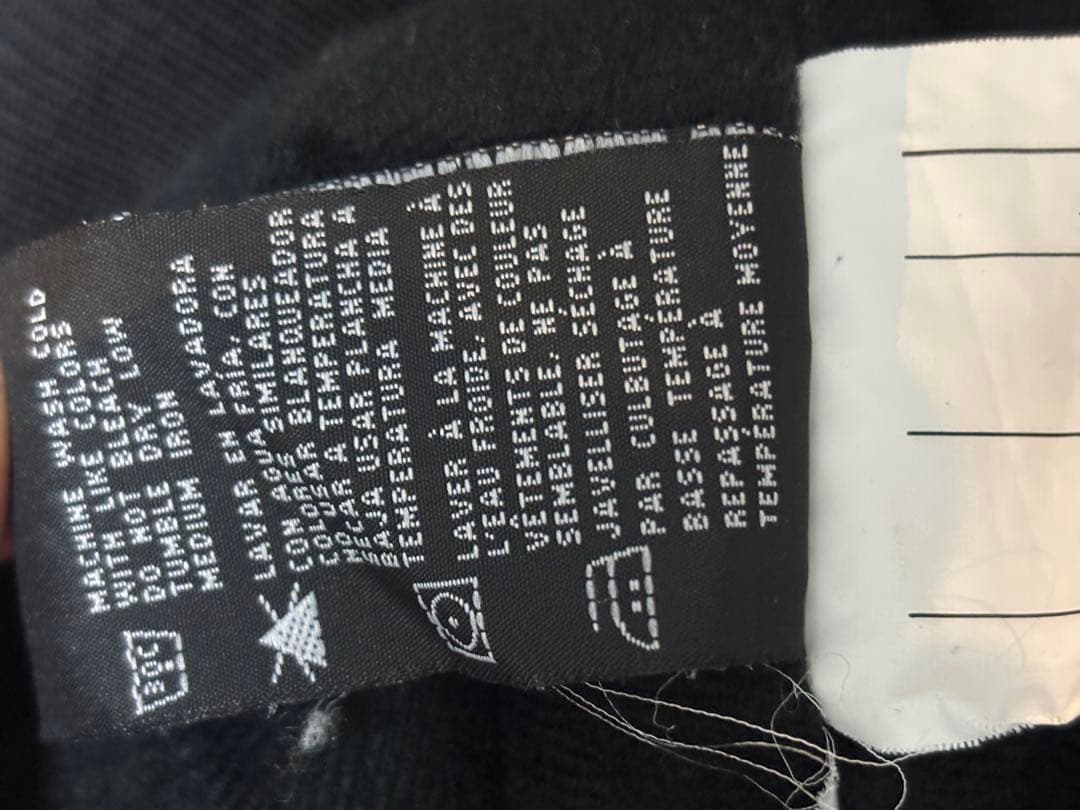 MACHINE WASH COLD
WITH LIKE COLORS
DO NOT BLEACH
TUMBLE DRY LOW
MEDIUM IRON
LAVAR EN LAVADORA
CON AGUA FRIA, CON
COLORES SIMILARES
NO USAR BLANQUEADOR
SECAR A TEMPERATURA
BAJA USAR PLANCHA A
TEMPERATURA MEDIA
LAVER À LA MACHINE À
L'EAU FROIDE, AVEC DES
VÊTEMENTS DE COULEUR
SEMBLABLE. NE PAS
JAVELLISER SÉCHAGE
PAR CULBUTAGE À
BASSE TEMPÉRATURE
REPASSAGE À
TEMPÉRATURE MOYENNE
30C